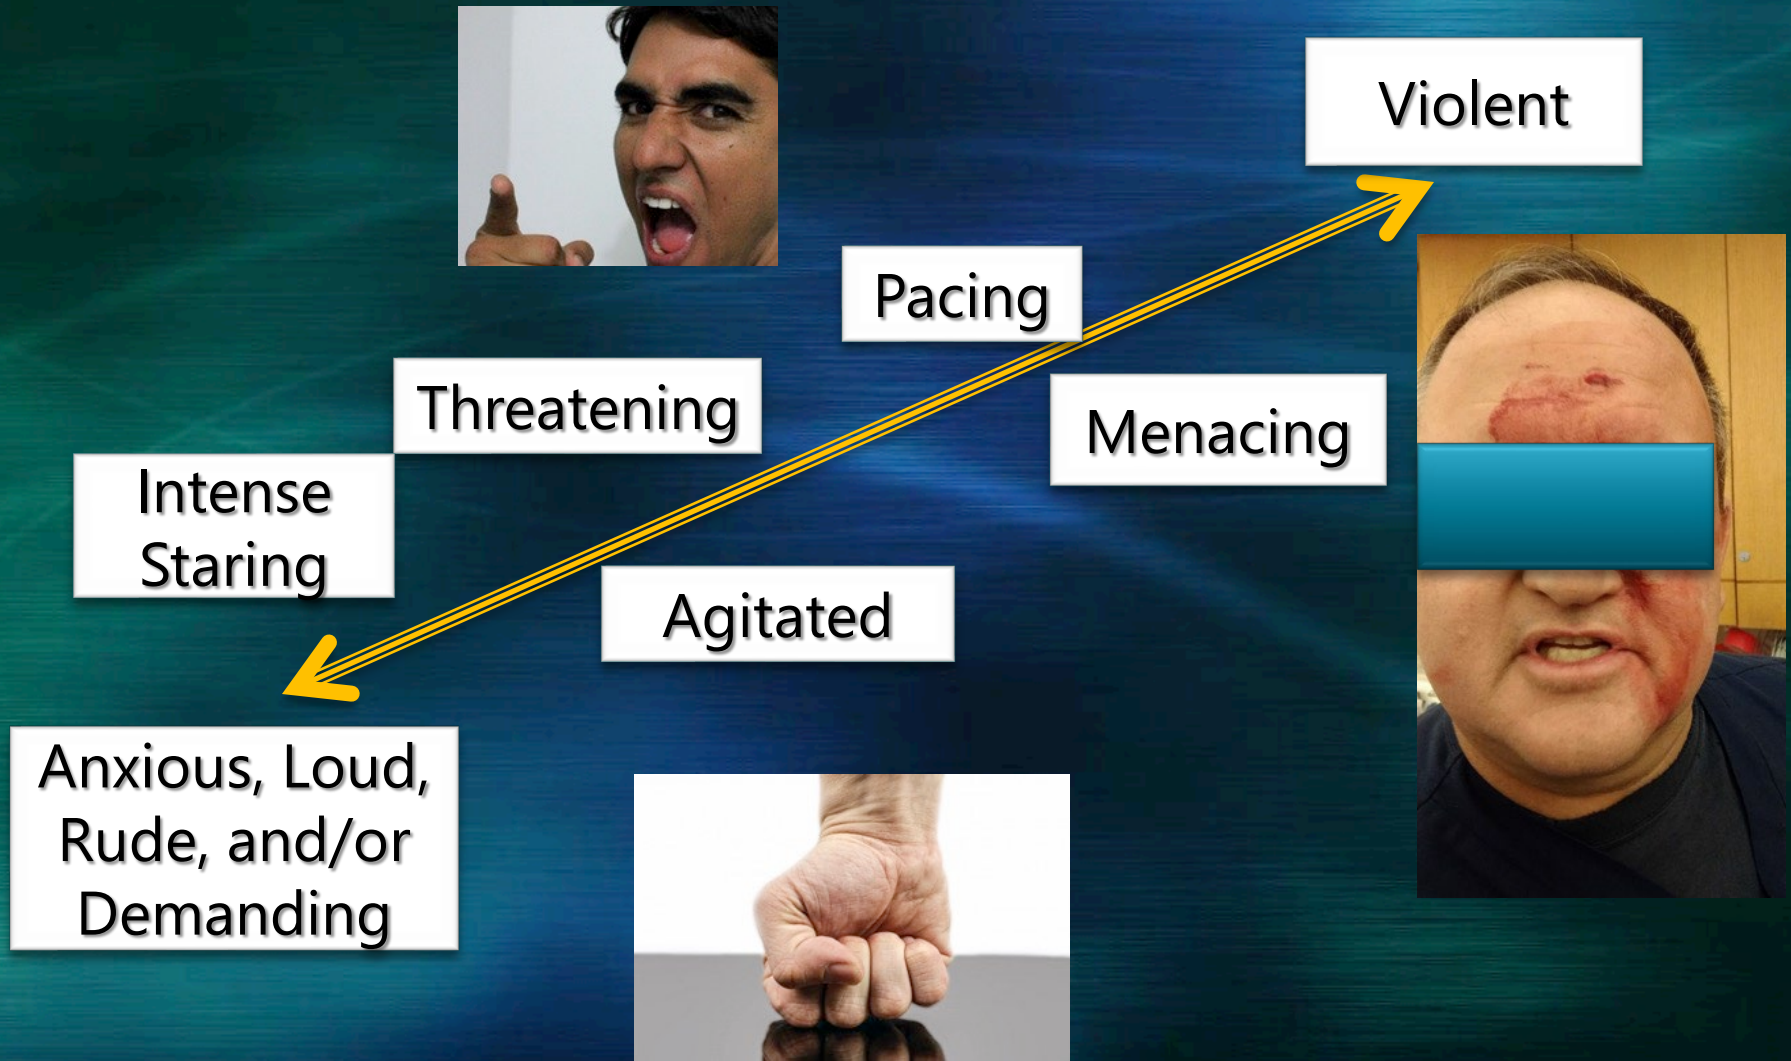 Violent
Pacing
Threatening
Menacing
Intense
Staring
Agitated
Anxious, Loud,
Rude, and/or
Demanding